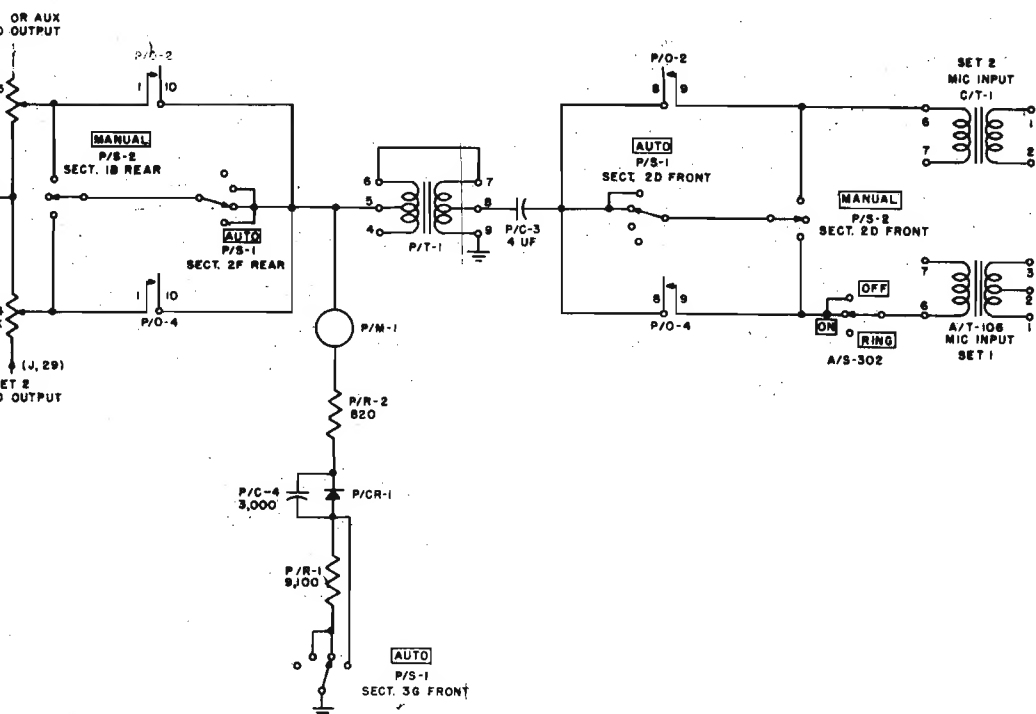 OR AUX
OUTPUT
P/O-2
1 10
MANUAL
P/S-2
SECT. 1B REAR
AUTO
P/S-1
SECT. 2F REAR
1 10
P/O-4
(J, 29)
SET 2
OUTPUT
6 7
5 8
4 9
P/T-1
P/C-3
4 UF
P/M-1
P/R-2
820
P/C-4
3,000
P/CR-1
P/R-1
9,100
AUTO
P/S-1
SECT. 3G FRONT
P/O-2
8 9
AUTO
P/S-1
SECT. 2D FRONT
MANUAL
P/S-2
SECT. 2D FRONT
8 9
P/O-4
SET 2
MIC INPUT
C/T-1
6 1
7 2
OFF
ON
RING
A/S-302
7 3
2
6 1
A/T-106
MIC INPUT
SET 1